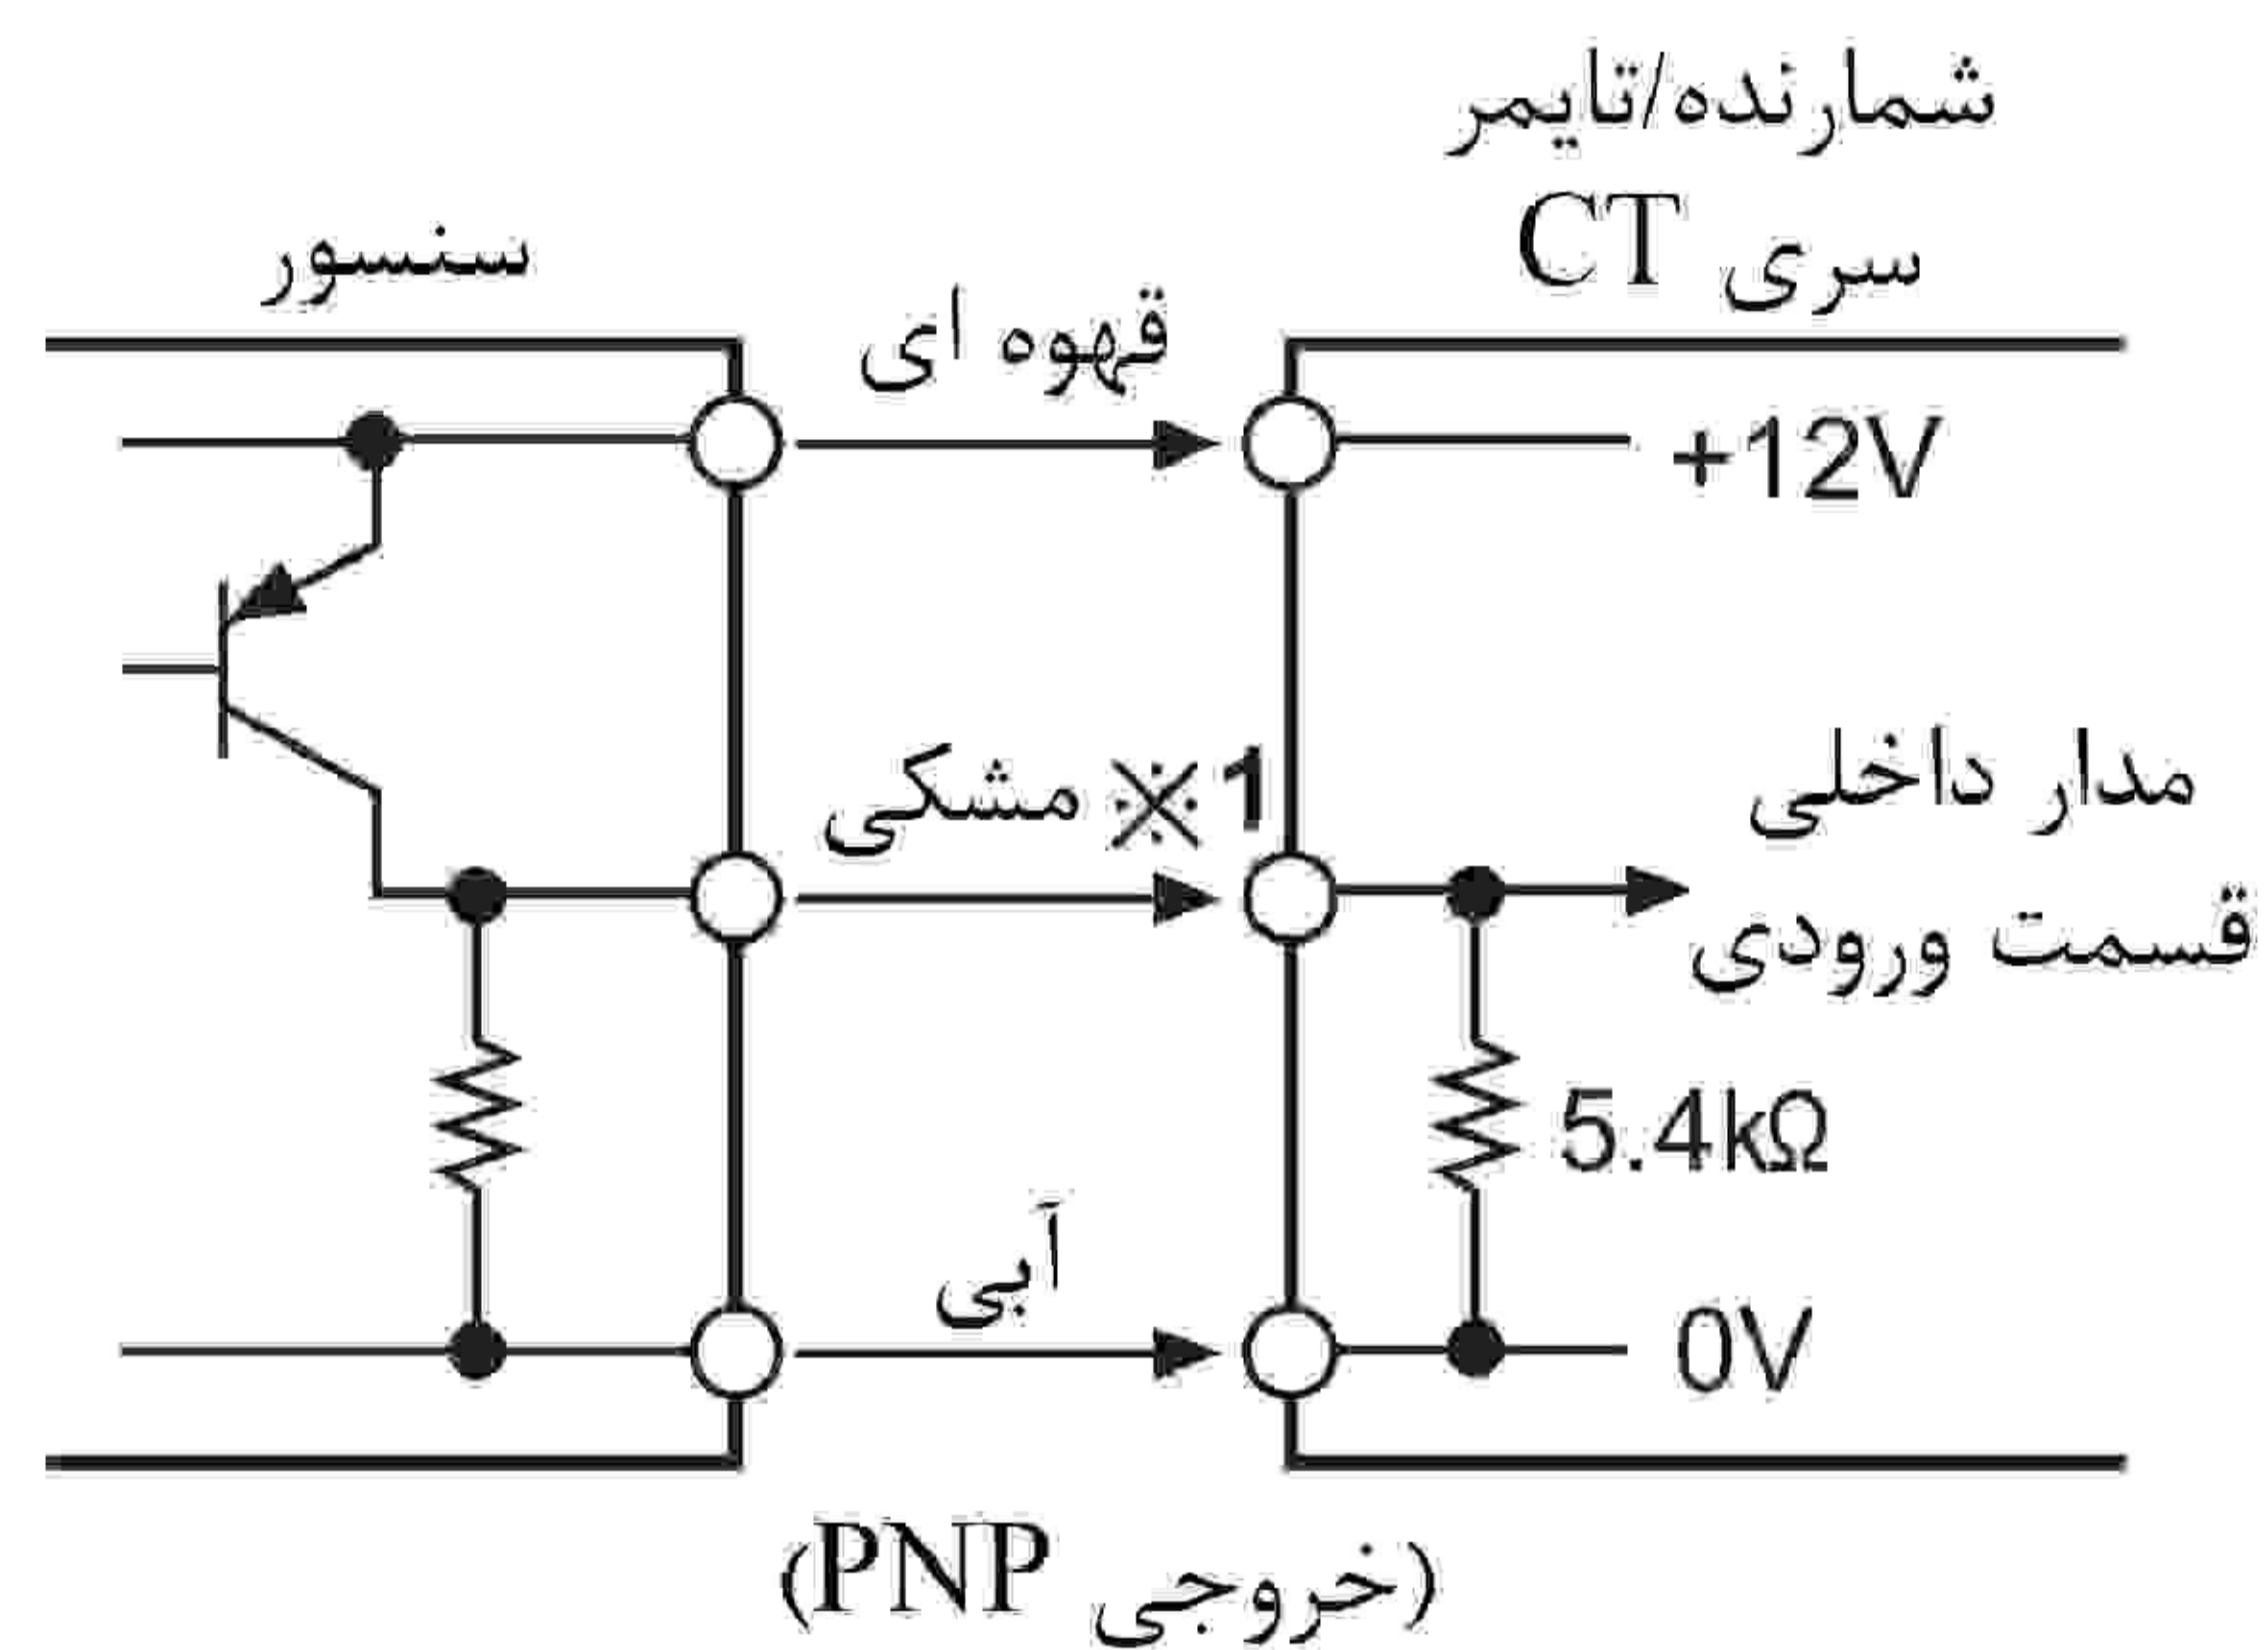 شمارنده/تایمر
سری CT
سنسور
قهوه ای
+12V
مشکی ※1
مدار داخلی
قسمت ورودی
5.4kΩ
آبی
0V
(خروجی PNP)